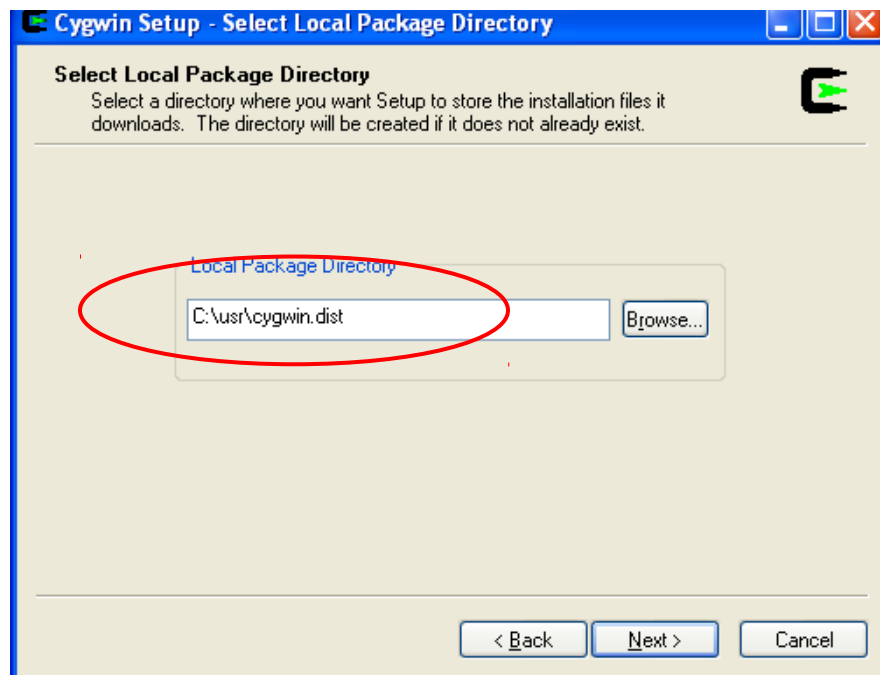 Cygwin Setup - Select Local Package Directory
Select Local Package Directory
Select a directory where you want Setup to store the installation files it
downloads. The directory will be created if it does not already exist.
Local Package Directory
C:\usr\cygwin.dist
Browse...
< Back
Next >
Cancel